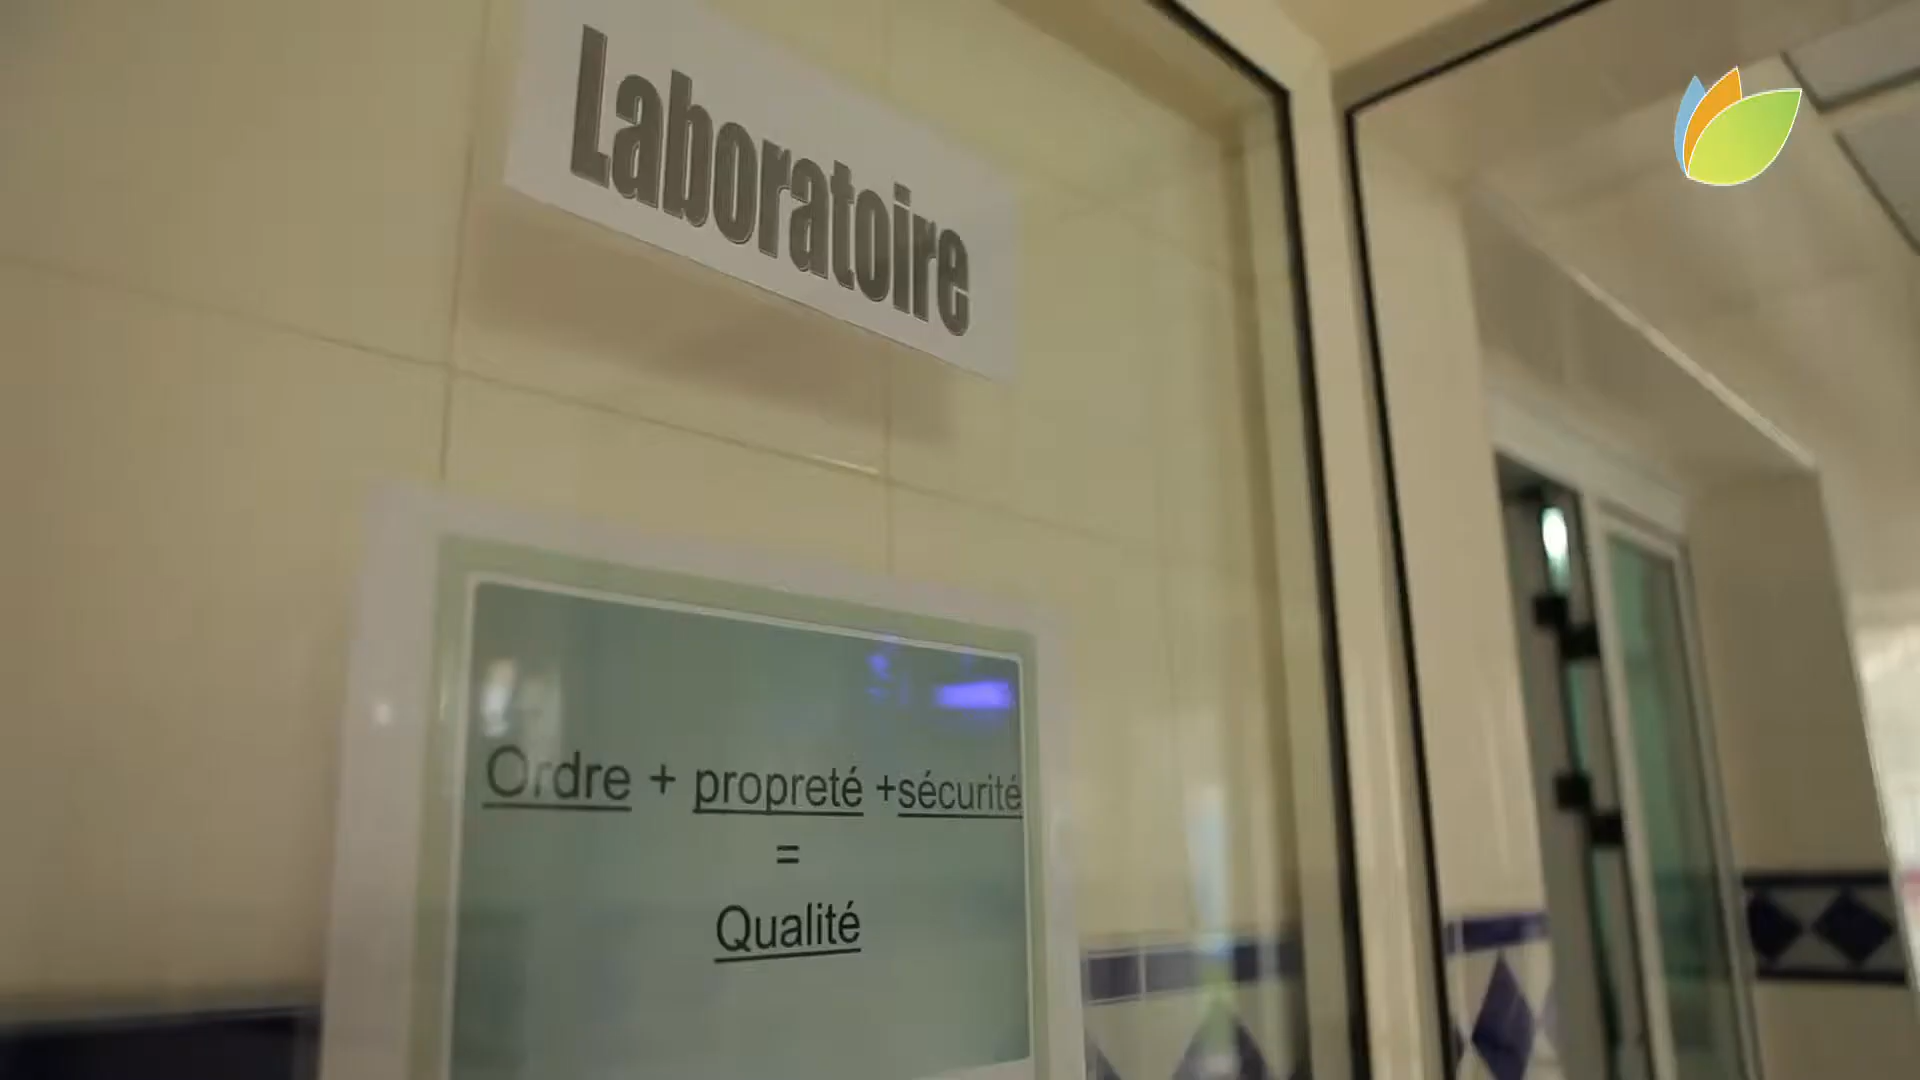 Laboratoire
Ordre + propreté +sécurité
=
Qualité